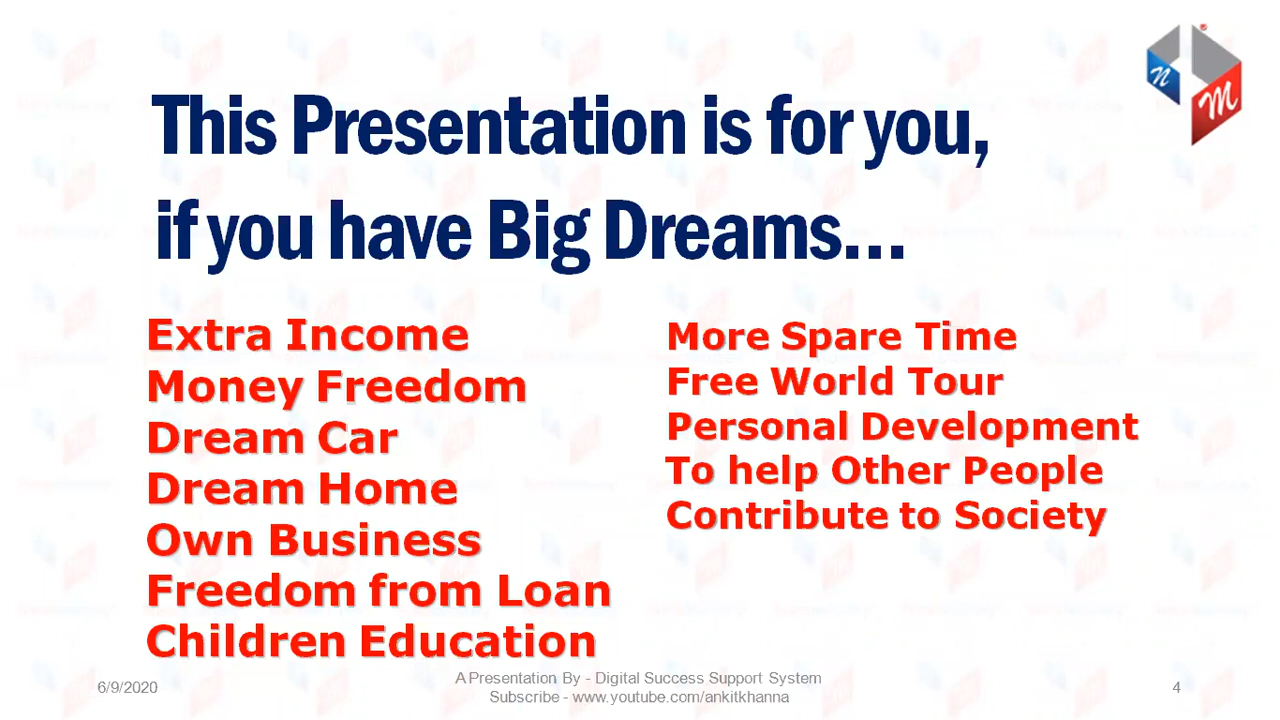 This Presentation is for you,
if you have Big Dreams...
Extra Income
Money Freedom
Dream Car
Dream Home
Own Business
Freedom from Loan
Children Education
More Spare Time
Free World Tour
Personal Development
To help Other People
Contribute to Society
n M
6/9/2020
A Presentation By - Digital Success Support System
Subscribe - www.youtube.com/ankitkhanna
4